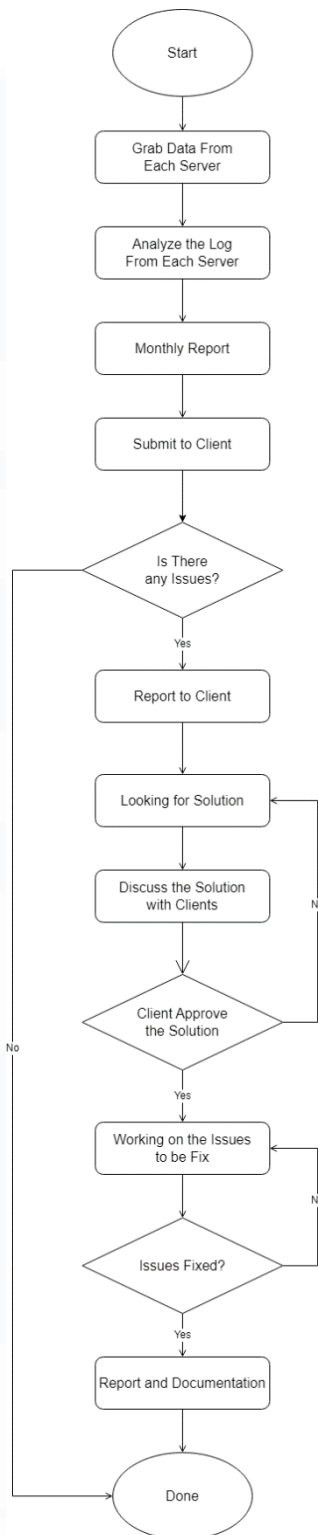 Start
Grab Data From
Each Server
Analyze the Log
From Each Server
Monthly Report
Submit to Client
Is There
any Issues?
Yes
Report to Client
Looking for Solution
Discuss the Solution
with Clients
N
Client Approve
the Solution
No
Yes
Working on the Issues
to be Fix
N
Issues Fixed?
Yes
Report and Documentation
Done